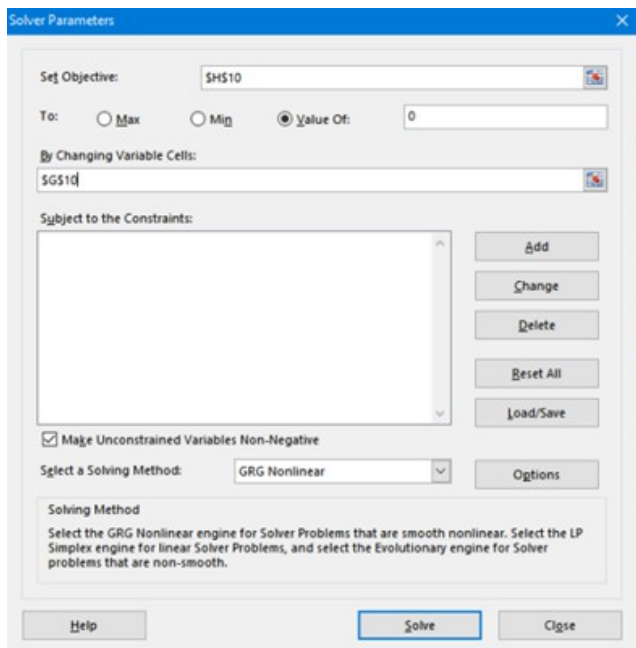 Solver Parameters
Set Objective: $H$10
To: Max Min Value Of: 0
By Changing Variable Cells:
$G$10
Subject to the Constraints:
Add
Change
Delete
Reset All
Load/Save
Make Unconstrained Variables Non-Negative
Select a Solving Method: GRG Nonlinear Options
Solving Method
Select the GRG Nonlinear engine for Solver Problems that are smooth nonlinear. Select the LP
Simplex engine for linear Solver Problems, and select the Evolutionary engine for Solver
problems that are non-smooth.
Help Solve Close